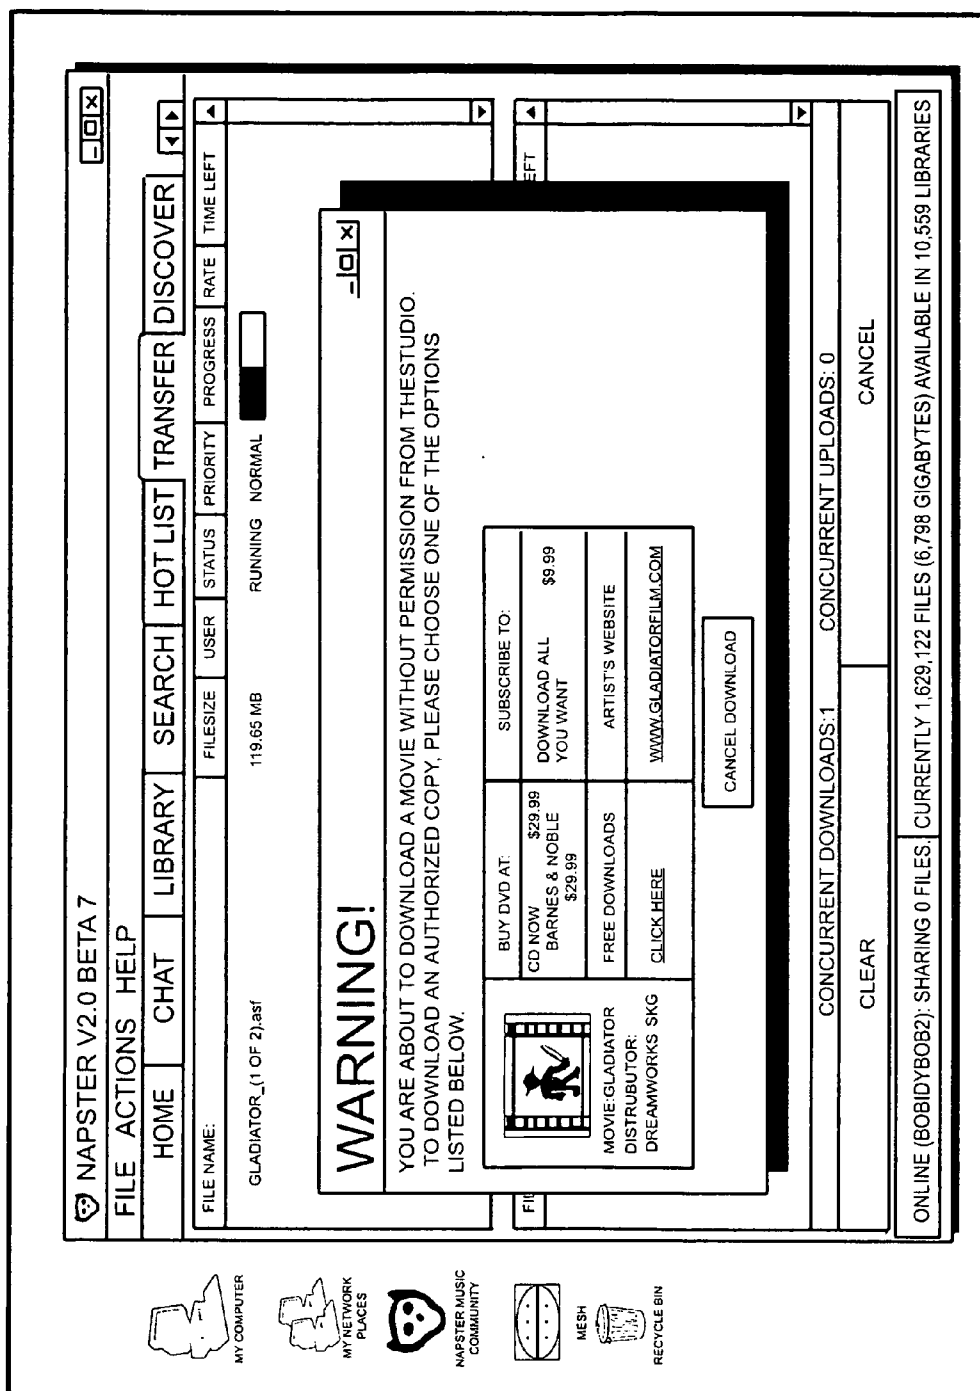 NAPSTER V2.0 BETA 7
FILE ACTIONS HELP
HOME CHAT LIBRARY SEARCH HOT LIST TRANSFER DISCOVER
FILE NAME: FILESIZE USER STATUS PRIORITY PROGRESS RATE TIME LEFT
GLADIATOR_(1 OF 2).asf 119.65 MB RUNNING NORMAL
WARNING!
YOU ARE ABOUT TO DOWNLOAD A MOVIE WITHOUT PERMISSION FROM THESTUDIO.
TO DOWNLOAD AN AUTHORIZED COPY, PLEASE CHOOSE ONE OF THE OPTIONS
LISTED BELOW.
MOVIE:GLADIATOR
DISTRUBUTOR:
DREAMWORKS SKG
BUY DVD AT:
CD NOW $29.99
BARNES & NOBLE
$29.99
SUBSCRIBE TO:
DOWNLOAD ALL $9.99
YOU WANT
FREE DOWNLOADS
CLICK HERE
ARTIST'S WEBSITE
WWW.GLADIATORFILM.COM
CANCEL DOWNLOAD
FIL
EFT
CONCURRENT DOWNLOADS:1 CONCURRENT UPLOADS: 0
CLEAR CANCEL
ONLINE (BOBIDYBOB2): SHARING 0 FILES. CURRENTLY 1,629,122 FILES (6,798 GIGABYTES) AVAILABLE IN 10,559 LIBRARIES
MY COMPUTER
MY NETWORK
PLACES
NAPSTER MUSIC
COMMUNITY
MESH
RECYCLE BIN